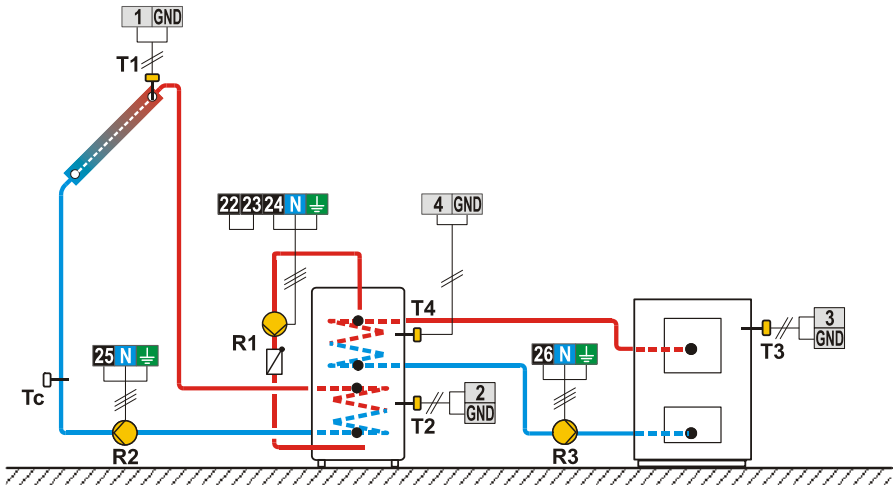 1 GND
T1
22 23 24 N
4 GND
T4
R1
3
GND
T3
25 N
26 N
Tc
2
GND
T2
R2
R3